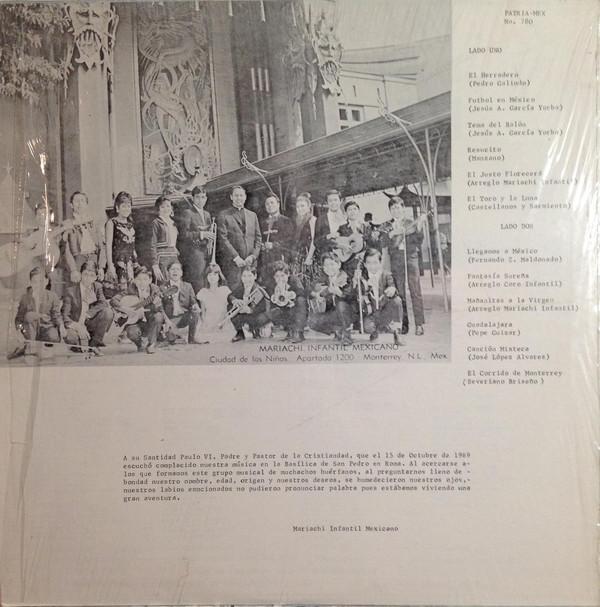 PATRIA-MEX
No. 780
LADO UNO
El Herradero
(Pedro Galindo)
Futbol en México
(Jesús A. García Yorba)
Tema del Balón
(Jesús A. García Yorba)
Resucito
(Manzano)
El Justo Florecerá
(Arreglo Mariachi Infantil)
El Toro y la Luna
(Castellanos y Sarmiento)
LADO DOS
Llegamos a México
(Fernando Z. Maldonado)
Fantasía Sureña
(Arreglo Coro Infantil)
Mañanitas a la Virgen
(Arreglo Mariachi Infantil)
Guadalajara
(Pepe Guízar)
Canción Mixteca
(José López Alvares)
El Corrido de Monterrey
(Severiano Briseño)
MARIACHI INFANTIL MEXICANO
Ciudad de los Niños. Apartado 1200 Monterrey, N.L. Mex.
A su Santidad Paulo VI, Padre y Pastor de la Cristiandad, que el 15 de Octubre de 1969
escuchó complacido nuestra música en la Basílica de San Pedro en Roma. Al acercarse a-
los que formamos este grupo musical de muchachos huérfanos, al preguntarnos lleno de -
bondad nuestro nombre, edad, origen y nuestros deseos, se humedecieron nuestros ojos,-
nuestros labios emocionados no pudieron pronunciar palabra pues estábamos viviendo una
gran aventura.
Mariachi Infantil Mexicano